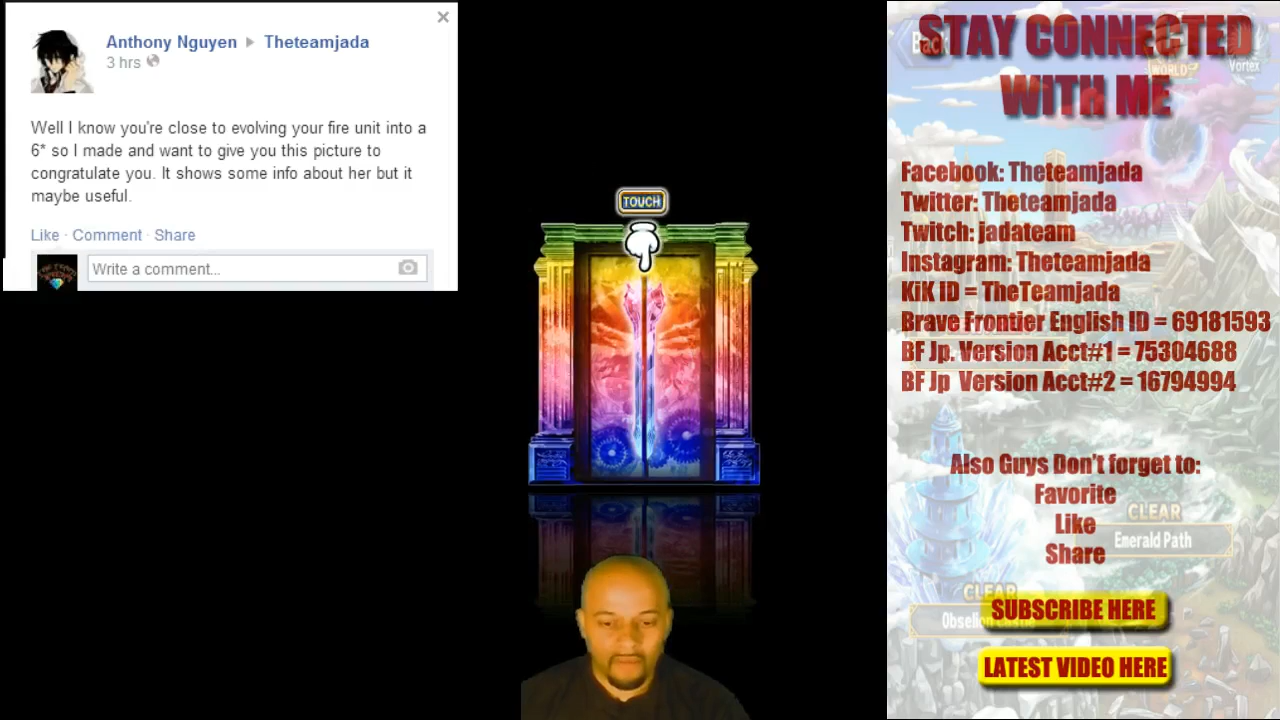 Anthony Nguyen ▶ Theteamjada
3 hrs
Well I know you're close to evolving your fire unit into a
6* so I made and want to give you this picture to
congratulate you. It shows some info about her but it
maybe useful.
Like · Comment · Share
Write a comment...
TOUCH
STAY CONNECTED
WITH ME
Back
WORLD
Vortex
Facebook: Theteamjada
Twitter: Theteamjada
Twitch: jadateam
Instagram: Theteamjada
KiK ID = TheTeamjada
Brave Frontier English ID = 69181593
BF Jp. Version Acct#1 = 75304688
BF Jp Version Acct#2 = 16794994
Also Guys Don't forget to:
Favorite
Like
Share
CLEAR
Emerald Path
CLEAR
SUBSCRIBE HERE
LATEST VIDEO HERE